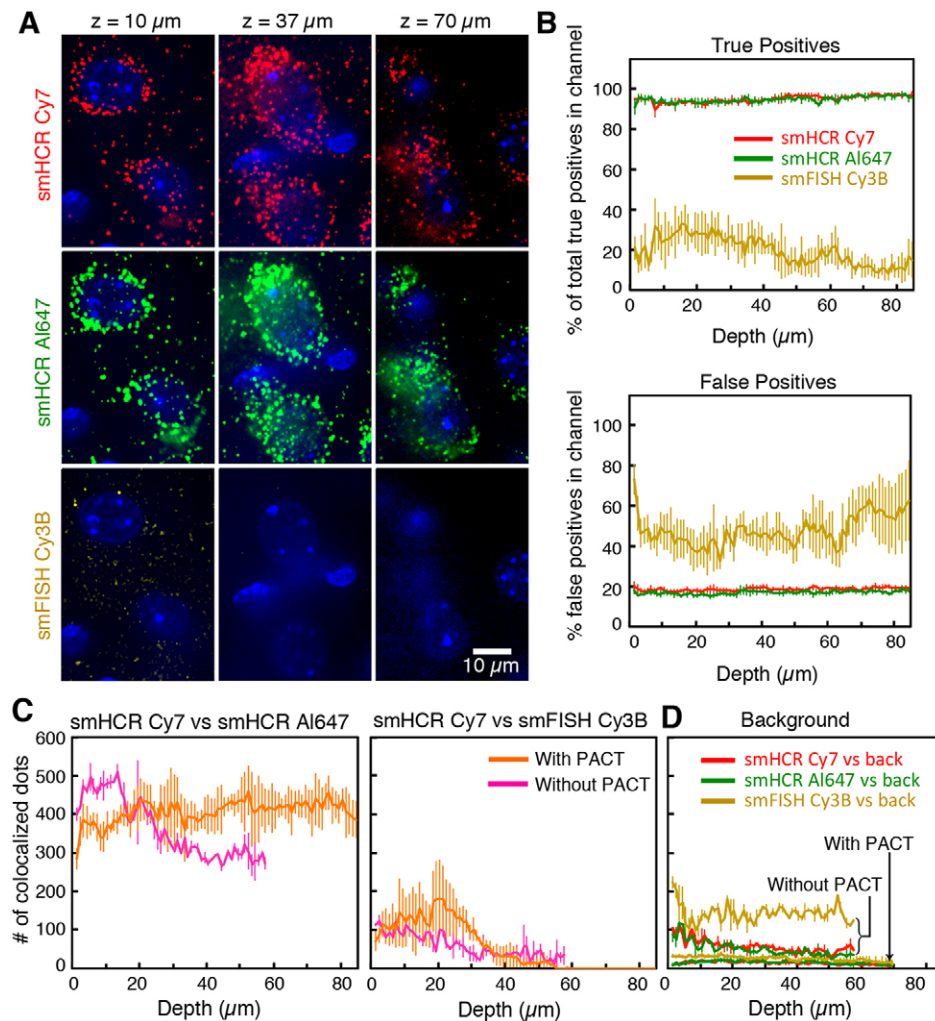 A
z = 10 µm
z = 37 µm
z = 70 µm
smHCR Cy7
smHCR Al647
smFISH Cy3B
10 µm
B
True Positives
% of total true positives in channel
100
80
60
40
20
0
smHCR Cy7
smHCR Al647
smFISH Cy3B
0 20 40 60 80
Depth (µm)
False Positives
% false positives in channel
100
80
60
40
20
0
0 20 40 60 80
Depth (µm)
C
smHCR Cy7 vs smHCR Al647
# of colocalized dots
600
500
400
300
200
100
0
0 20 40 60 80
Depth (µm)
smHCR Cy7 vs smFISH Cy3B
With PACT
Without PACT
0 20 40 60 80
Depth (µm)
D
Background
smHCR Cy7 vs back
smHCR Al647 vs back
smFISH Cy3B vs back
With PACT
Without PACT
0 20 40 60 80
Depth (µm)